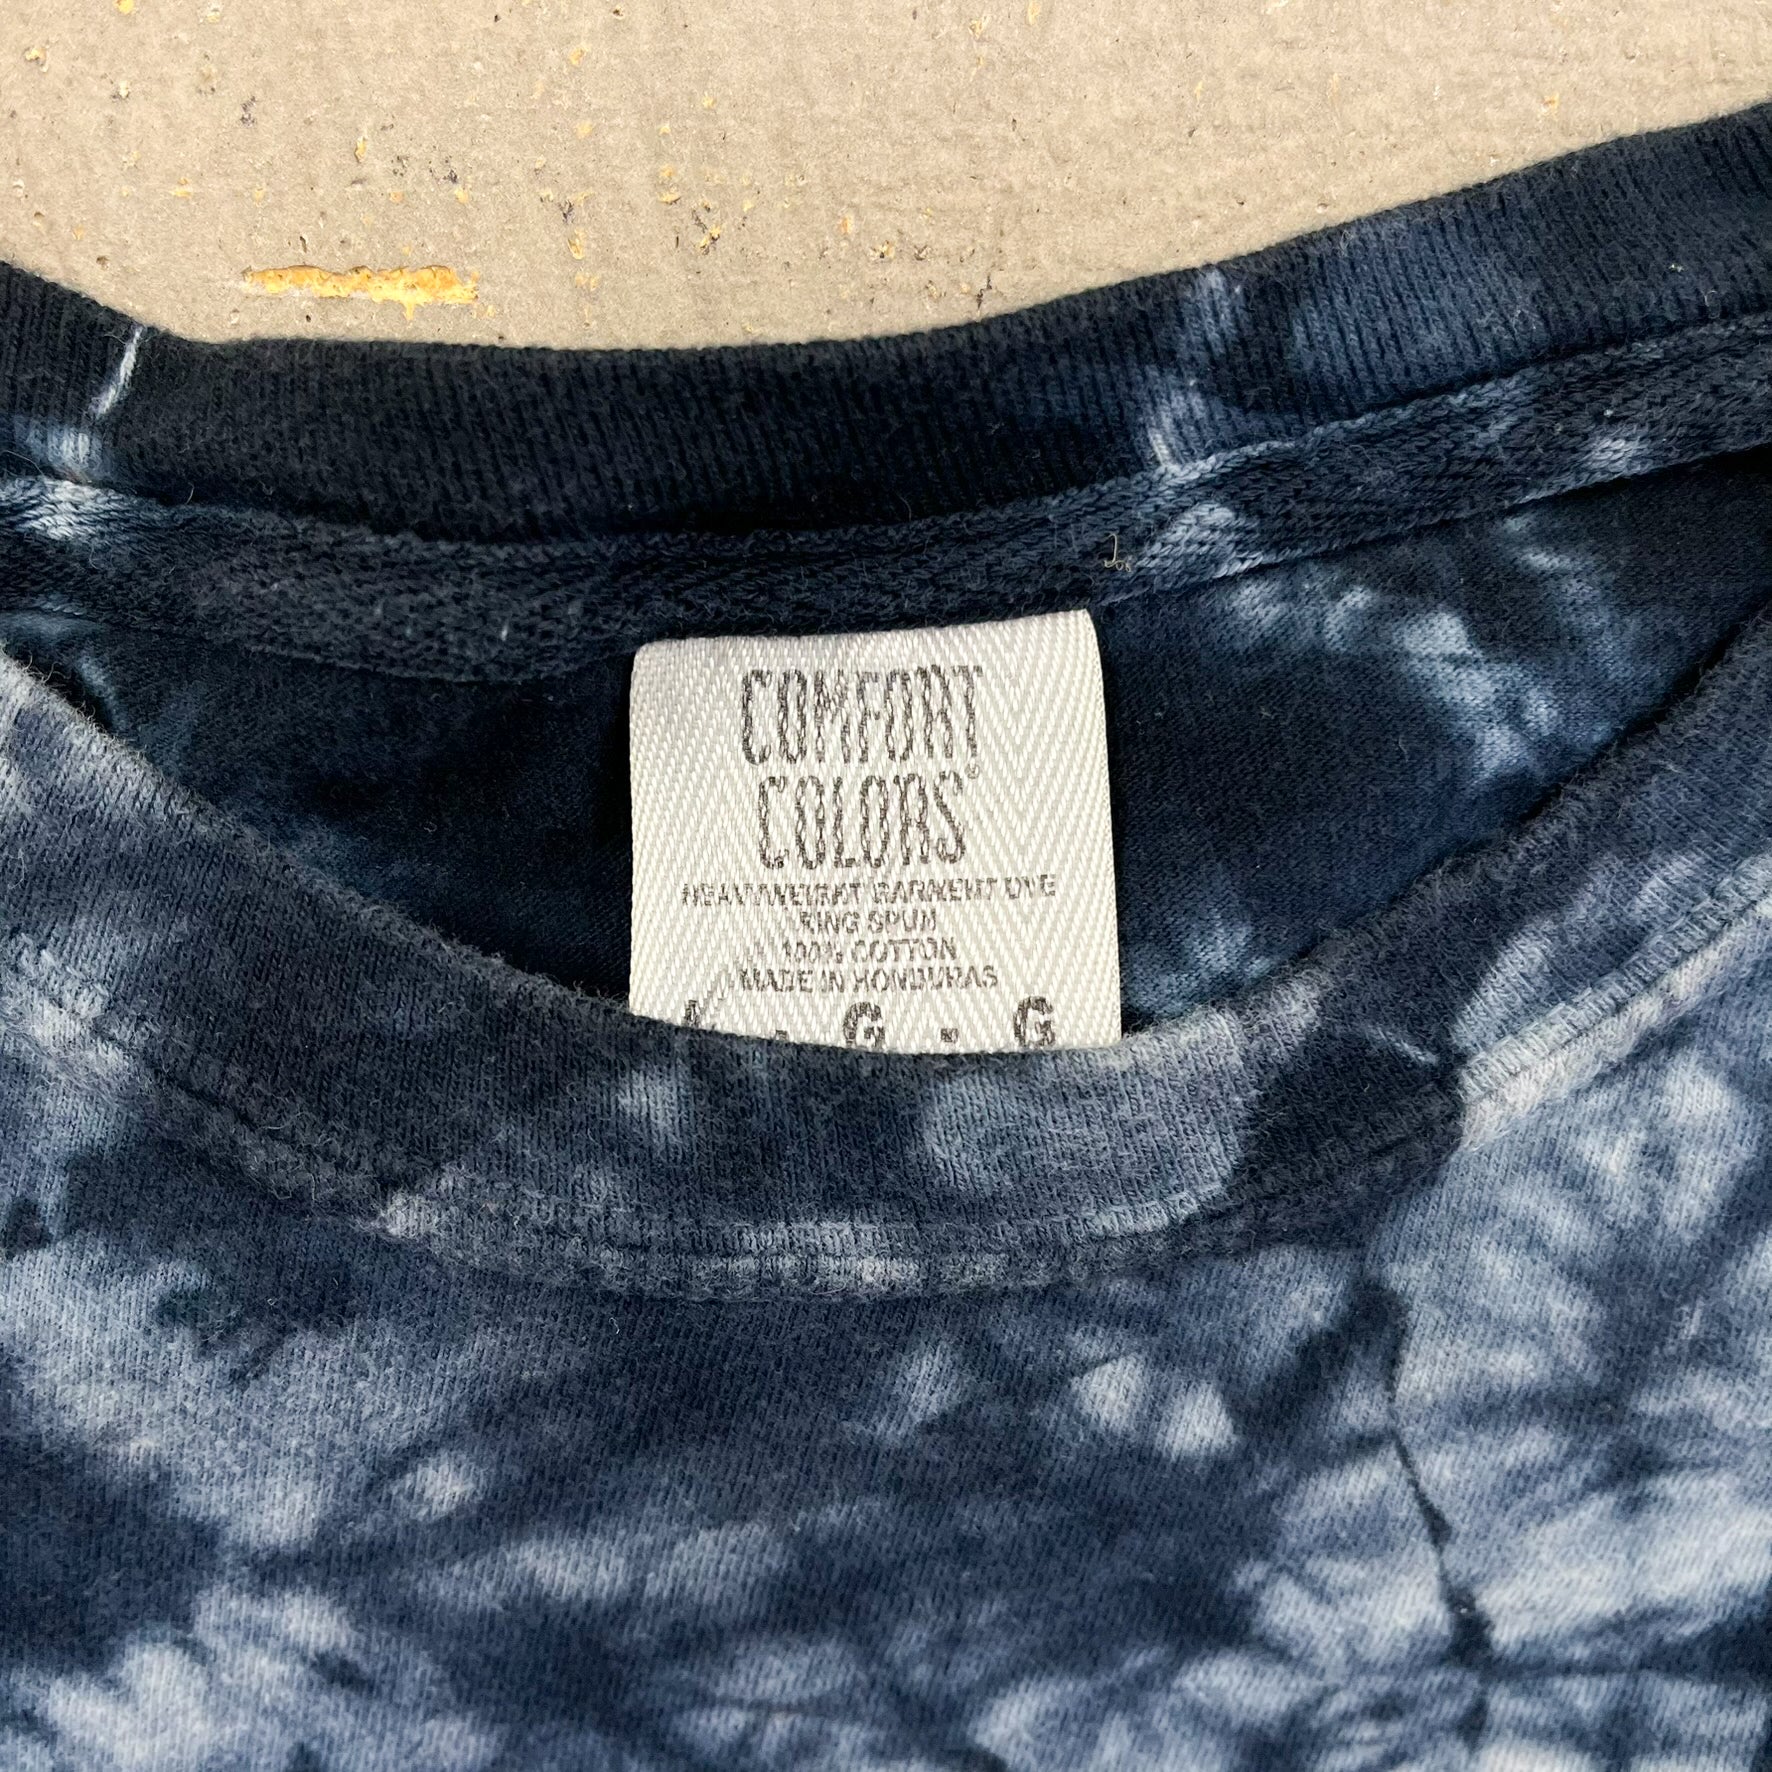 COMFORT
COLORS®
HEAVYWEIGHT GARMENT DYE
RING SPUN
100% COTTON
MADE IN HONDURAS
G · G